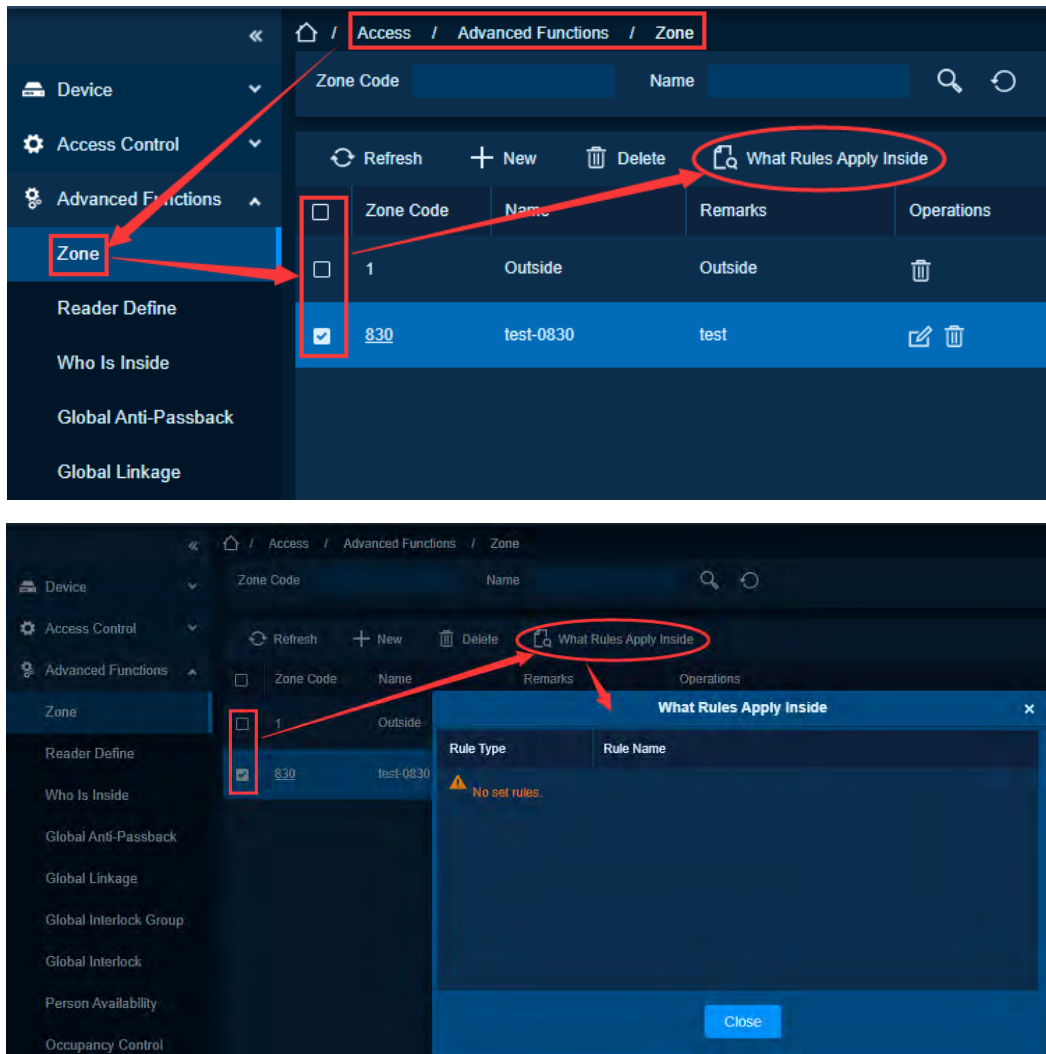 « / Access / Advanced Functions / Zone
Zone Code Name
Device
Access Control
Refresh New Delete What Rules Apply Inside
Advanced Functions
Zone Code Name Remarks Operations
Zone
1 Outside Outside
Reader Define
830 test-0830 test
Who Is Inside
Global Anti-Passback
Global Linkage
« / Access / Advanced Functions / Zone
Device
Zone Code Name
Access Control
Refresh New Delete What Rules Apply Inside
Advanced Functions
Zone Code Name Remarks Operations
Zone
What Rules Apply Inside ×
1 Outside
Reader Define
Rule Type Rule Name
830 test-0830
No set rules.
Who Is Inside
Global Anti-Passback
Global Linkage
Global Interlock Group
Global Interlock
Person Availability
Close
Occupancy Control